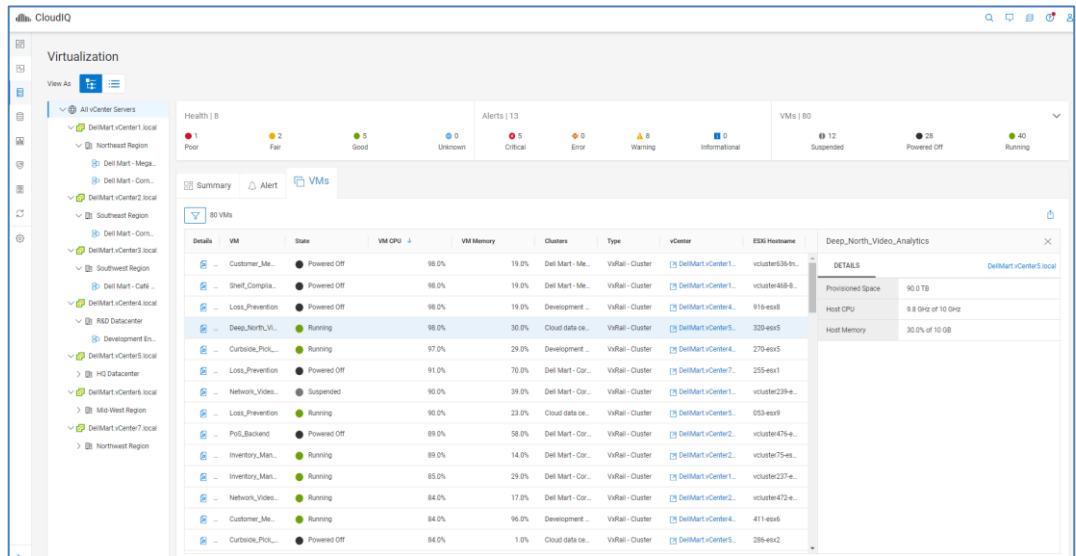 CloudIQ
Virtualization
View As
All vCenter Servers
DellMart.vCenter1.local
Northeast Region
Dell Mart - Mega...
Dell Mart - Corn...
DellMart.vCenter2.local
Southeast Region
Dell Mart - Corn...
DellMart.vCenter3.local
Southwest Region
Dell Mart - Café ...
DellMart.vCenter4.local
R&D Datacenter
Development En...
DellMart.vCenter5.local
HQ Datacenter
DellMart.vCenter6.local
Mid-West Region
DellMart.vCenter7.local
Northwest Region
Health | 8
1 2 5 0
Poor Fair Good Unknown
Alerts | 13
5 0 8 0
Critical Error Warning Informational
VMs | 80
12 28 40
Suspended Powered Off Running
Summary Alert VMs
80 VMs
Details VM State VM CPU VM Memory Clusters Type vCenter ESXi Hostname
... Customer_Me... Powered Off 98.0% 19.0% Dell Mart - Me... VxRail - Cluster DellMart.vCenter1... vcluster636-tn...
... Shelf_Complia... Powered Off 98.0% 19.0% Dell Mart - Me... VxRail - Cluster DellMart.vCenter1... vcluster468-8...
... Loss_Prevention Powered Off 98.0% 19.0% Development ... VxRail - Cluster DellMart.vCenter4... 916-esx8
... Deep_North_Vi... Running 98.0% 30.0% Cloud data ce... VxRail - Cluster DellMart.vCenter5... 320-esx5
... Curbside_Pick_... Running 97.0% 29.0% Development ... VxRail - Cluster DellMart.vCenter4... 270-esx5
... Loss_Prevention Powered Off 91.0% 70.0% Dell Mart - Cor... VxRail - Cluster DellMart.vCenter7... 255-esx1
... Network_Video... Suspended 90.0% 39.0% Dell Mart - Cor... VxRail - Cluster DellMart.vCenter1... vcluster239-e...
... Loss_Prevention Running 90.0% 23.0% Cloud data ce... VxRail - Cluster DellMart.vCenter5... 053-esx9
... PoS_Backend Powered Off 89.0% 58.0% Dell Mart - Cor... VxRail - Cluster DellMart.vCenter2... vcluster476-e...
... Inventory_Man... Running 89.0% 14.0% Dell Mart - Cor... VxRail - Cluster DellMart.vCenter2... vcluster75-es...
... Inventory_Man... Running 85.0% 29.0% Dell Mart - Cor... VxRail - Cluster DellMart.vCenter1... vcluster237-e...
... Network_Video... Running 84.0% 17.0% Dell Mart - Cor... VxRail - Cluster DellMart.vCenter2... vcluster472-e...
... Customer_Me... Running 84.0% 96.0% Development ... VxRail - Cluster DellMart.vCenter4... 411-esx6
... Curbside_Pick_... Powered Off 84.0% 1.0% Cloud data ce... VxRail - Cluster DellMart.vCenter5... 286-esx2
Deep_North_Video_Analytics
DETAILS DellMart.vCenter5.local
Provisioned Space 90.0 TB
Host CPU 9.8 GHz of 10 GHz
Host Memory 30.0% of 10 GB